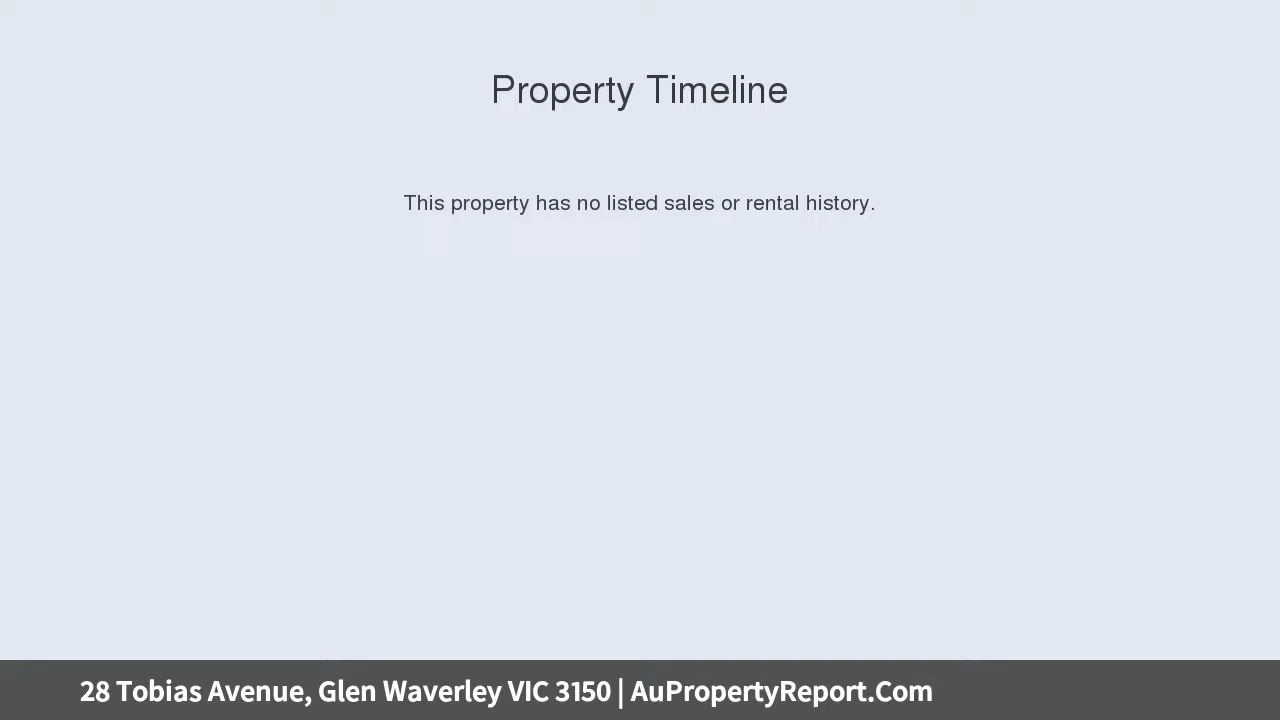 Property Timeline
This property has no listed sales or rental history.
28 Tobias Avenue, Glen Waverley VIC 3150 | AuPropertyReport.Com